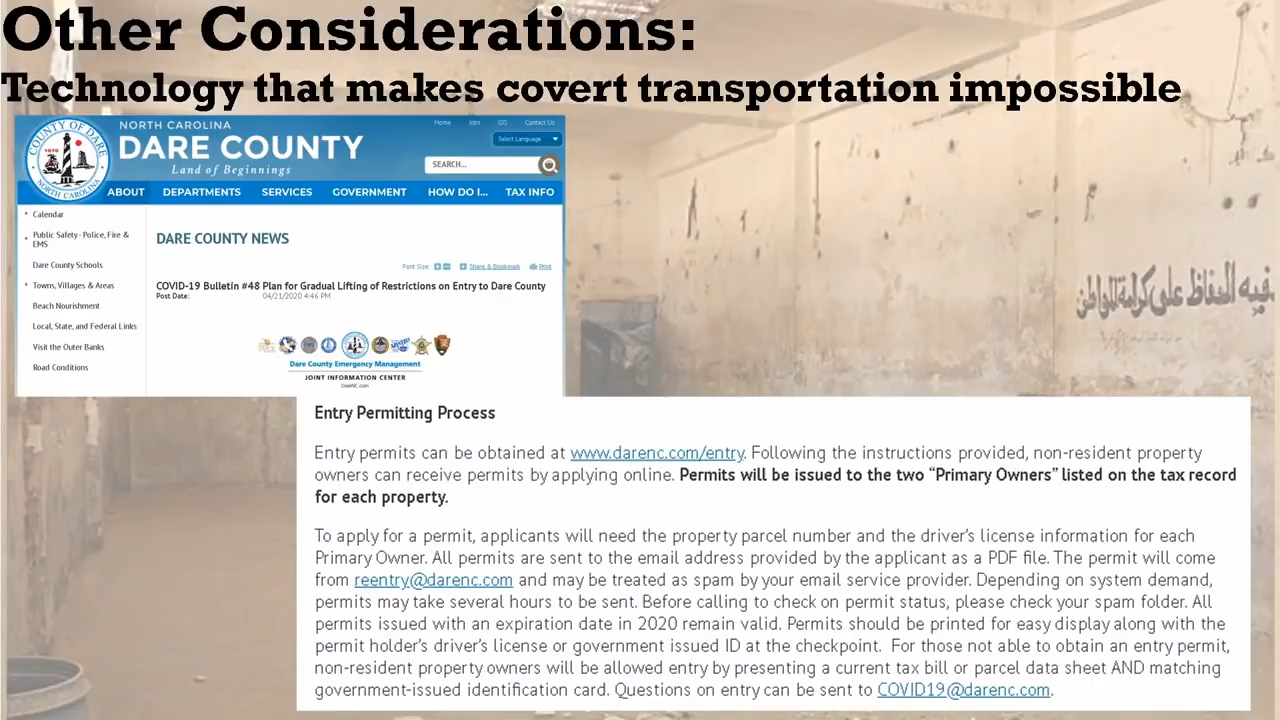 Other Considerations:
Technology that makes covert transportation impossible
COUNTY OF DARE
1870
NORTH CAROLINA
NORTH CAROLINA
DARE COUNTY
Land of Beginnings
Home Jobs GIS Contact Us
Select Language
SEARCH...
ABOUT DEPARTMENTS SERVICES GOVERNMENT HOW DO I... TAX INFO
Calendar
Public Safety - Police, Fire &
EMS
Dare County Schools
Towns, Villages & Areas
Beach Nourishment
Local, State, and Federal Links
Visit the Outer Banks
Road Conditions
DARE COUNTY NEWS
Font Size: Share & Bookmark Print
COVID-19 Bulletin #48 Plan for Gradual Lifting of Restrictions on Entry to Dare County
Post Date: 04/21/2020 4:46 PM
Dare County Emergency Management
JOINT INFORMATION CENTER
DareNC.com
فيه الحفاظ على كرامة المواطن
Entry Permitting Process
Entry permits can be obtained at www.darenc.com/entry. Following the instructions provided, non-resident property
owners can receive permits by applying online. Permits will be issued to the two “Primary Owners” listed on the tax record
for each property.
To apply for a permit, applicants will need the property parcel number and the driver’s license information for each
Primary Owner. All permits are sent to the email address provided by the applicant as a PDF file. The permit will come
from reentry@darenc.com and may be treated as spam by your email service provider. Depending on system demand,
permits may take several hours to be sent. Before calling to check on permit status, please check your spam folder. All
permits issued with an expiration date in 2020 remain valid. Permits should be printed for easy display along with the
permit holder’s driver’s license or government issued ID at the checkpoint. For those not able to obtain an entry permit,
non-resident property owners will be allowed entry by presenting a current tax bill or parcel data sheet AND matching
government-issued identification card. Questions on entry can be sent to COVID19@darenc.com.